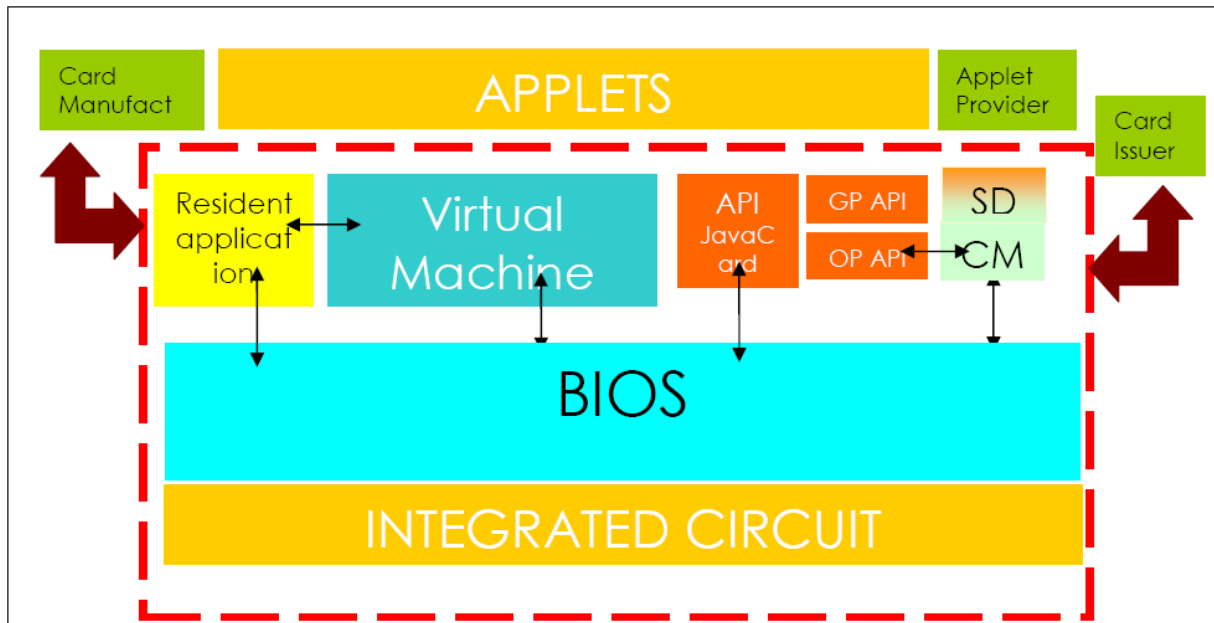 Card
Manufact
APPLETS
Applet
Provider
Card
Issuer
Resident
applicat
ion
Virtual
Machine
API
JavaC
ard
GP API
OP API
SD
CM
BIOS
INTEGRATED CIRCUIT